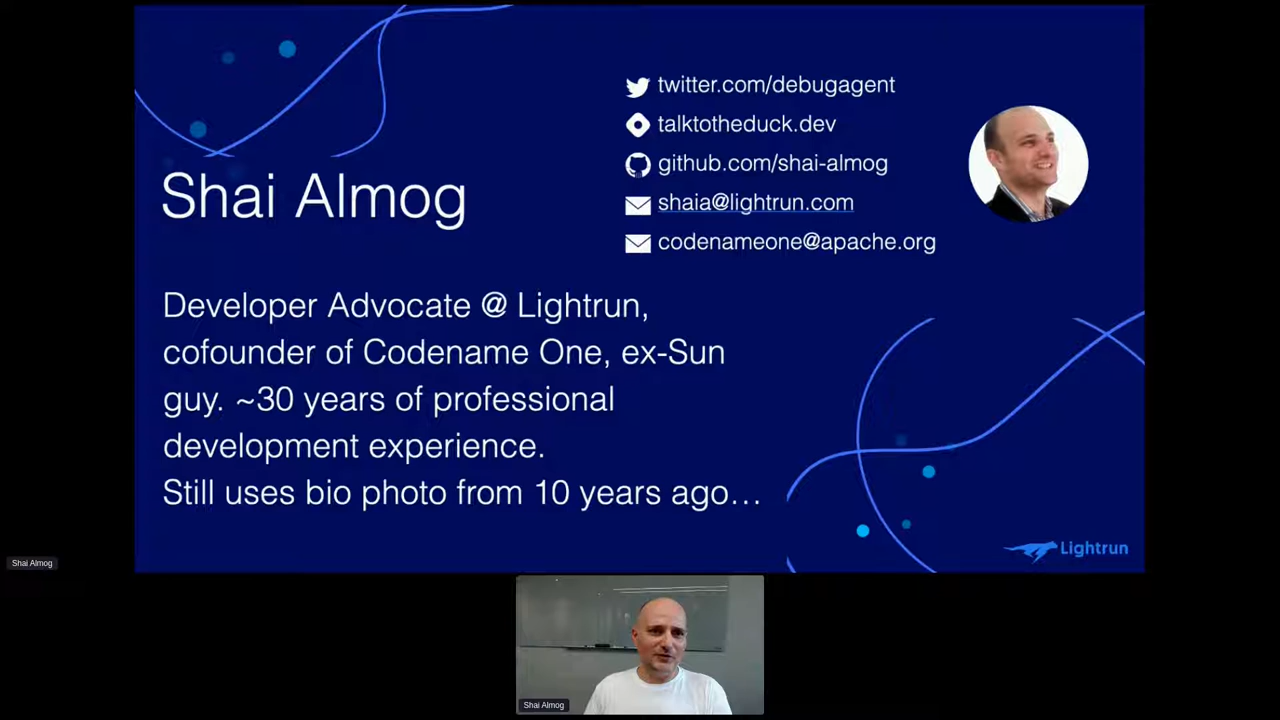 twitter.com/debugagent
talktotheduck.dev
github.com/shai-almog
Shai Almog
shaia@lightrun.com
codenameone@apache.org
Developer Advocate @ Lightrun,
cofounder of Codename One, ex-Sun
guy. ~30 years of professional
development experience.
Still uses bio photo from 10 years ago…
Lightrun
Shai Almog
Shai Almog